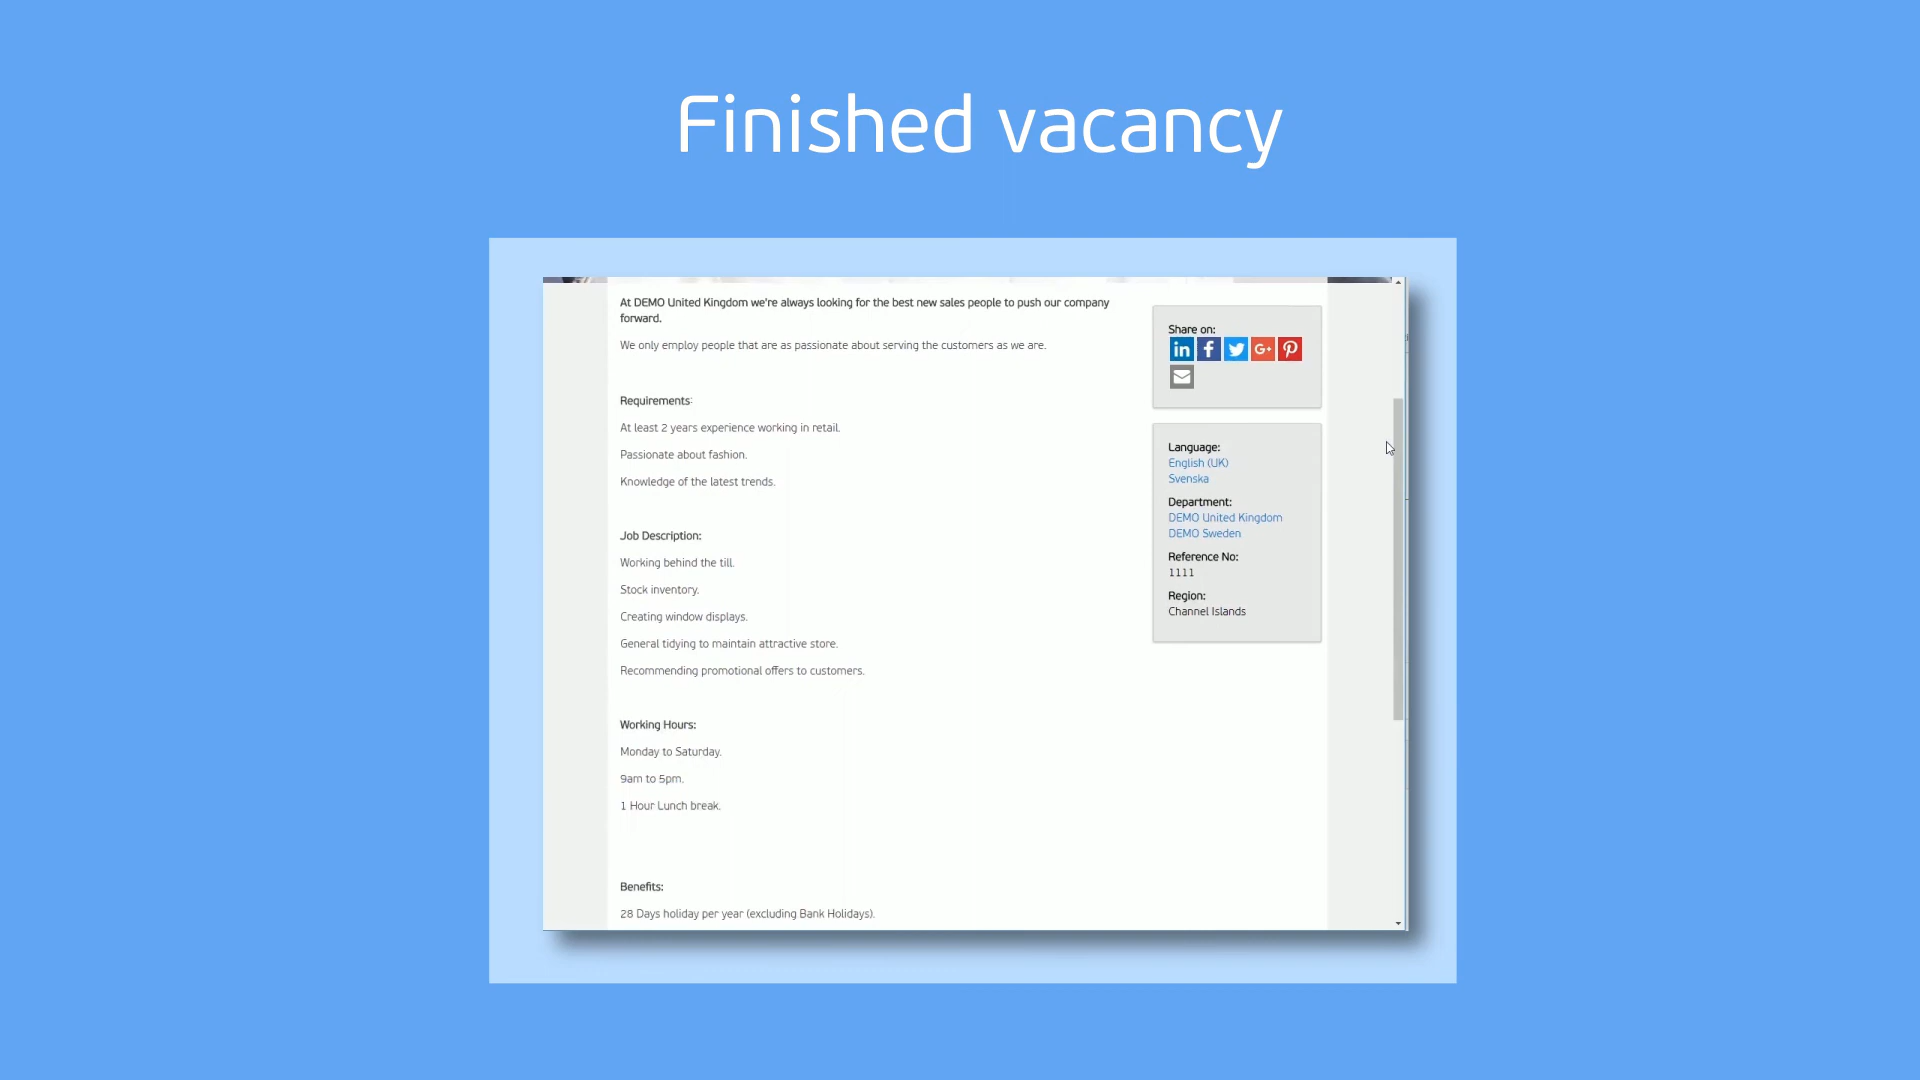 Finished vacancy
At DEMO United Kingdom we're always looking for the best new sales people to push our company
forward.
We only employ people that are as passionate about serving the customers as we are.
Requirements:
At least 2 years experience working in retail.
Passionate about fashion.
Knowledge of the latest trends.
Job Description:
Working behind the till.
Stock inventory.
Creating window displays.
General tidying to maintain attractive store.
Recommending promotional offers to customers.
Working Hours:
Monday to Saturday.
9am to 5pm.
1 Hour Lunch break.
Benefits:
28 Days holiday per year (excluding Bank Holidays).
Share on:
in f G+
Language:
English (UK)
Svenska
Department:
DEMO United Kingdom
DEMO Sweden
Reference No:
1111
Region:
Channel Islands